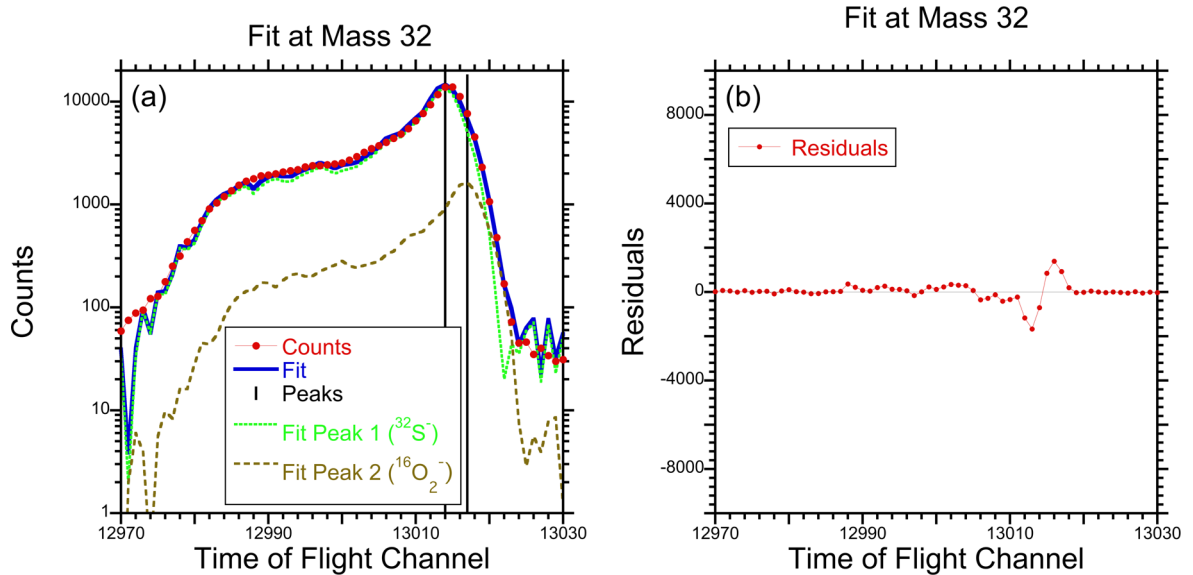 Fit at Mass 32
(a)
10000
1000
100
10
1
Counts
Counts
Fit
Peaks
Fit Peak 1 (³²S⁻)
Fit Peak 2 (¹⁶O₂⁻)
12970
12990
13010
13030
Time of Flight Channel
Fit at Mass 32
(b)
8000
4000
0
-4000
-8000
Residuals
Residuals
12970
12990
13010
13030
Time of Flight Channel